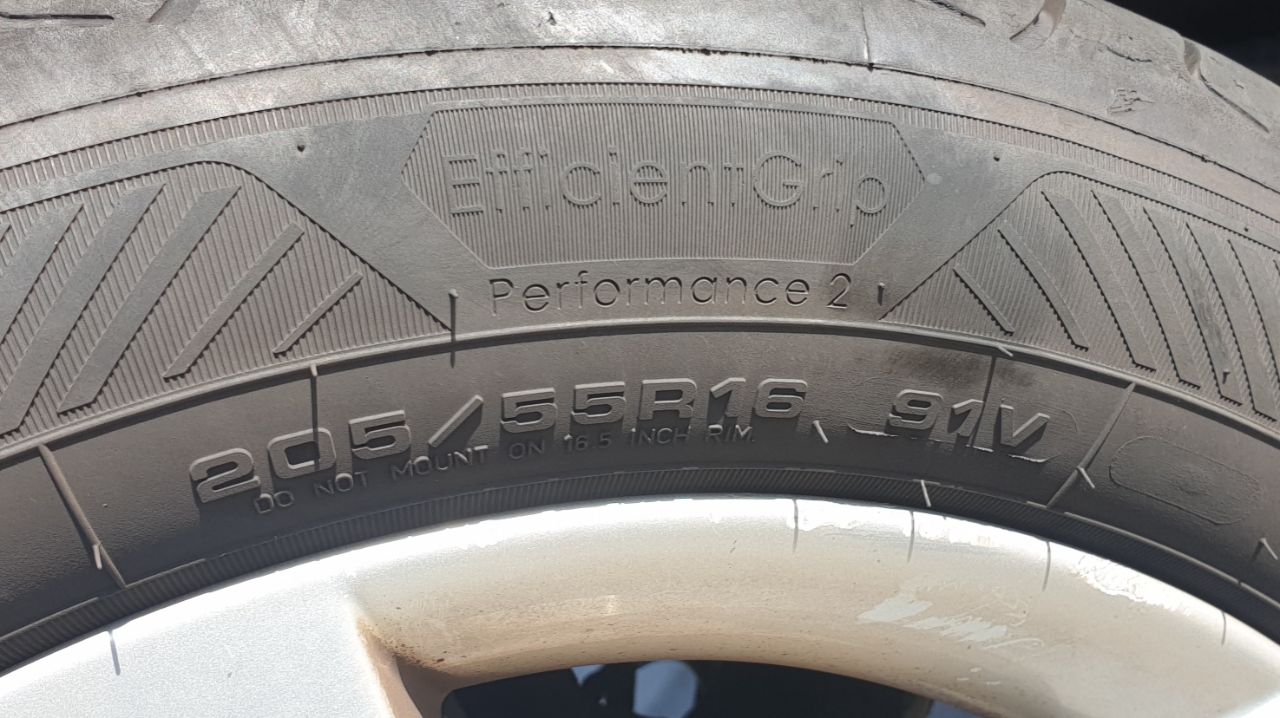 EfficientGrip
Performance 2
205/55R16 91V
DO NOT MOUNT ON 16.5 INCH RIM.